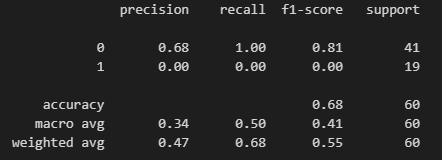 precision recall f1-score support
0 0.68 1.00 0.81 41
1 0.00 0.00 0.00 19
accuracy 0.68 60
macro avg 0.34 0.50 0.41 60
weighted avg 0.47 0.68 0.55 60